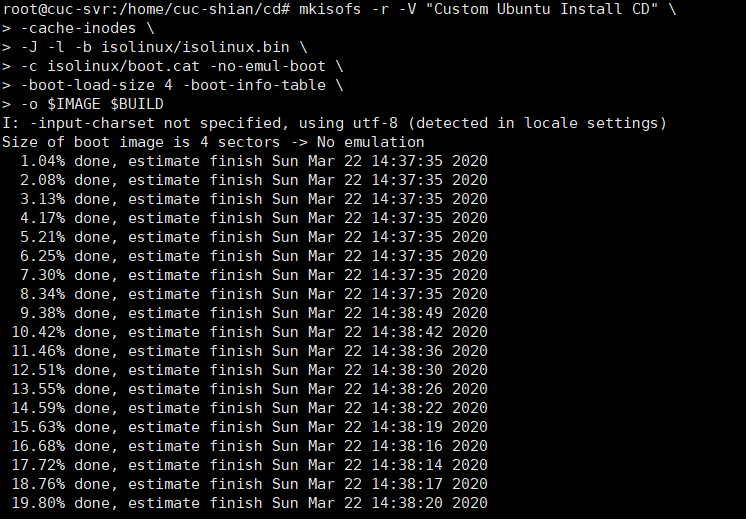 root@cuc-svr:/home/cuc-shian/cd# mkisofs -r -V "Custom Ubuntu Install CD" \
> -cache-inodes \
> -J -l -b isolinux/isolinux.bin \
> -c isolinux/boot.cat -no-emul-boot \
> -boot-load-size 4 -boot-info-table \
> -o $IMAGE $BUILD
I: -input-charset not specified, using utf-8 (detected in locale settings)
Size of boot image is 4 sectors -> No emulation
  1.04% done, estimate finish Sun Mar 22 14:37:35 2020
  2.08% done, estimate finish Sun Mar 22 14:37:35 2020
  3.13% done, estimate finish Sun Mar 22 14:37:35 2020
  4.17% done, estimate finish Sun Mar 22 14:37:35 2020
  5.21% done, estimate finish Sun Mar 22 14:37:35 2020
  6.25% done, estimate finish Sun Mar 22 14:37:35 2020
  7.30% done, estimate finish Sun Mar 22 14:37:35 2020
  8.34% done, estimate finish Sun Mar 22 14:37:35 2020
  9.38% done, estimate finish Sun Mar 22 14:38:49 2020
 10.42% done, estimate finish Sun Mar 22 14:38:42 2020
 11.46% done, estimate finish Sun Mar 22 14:38:36 2020
 12.51% done, estimate finish Sun Mar 22 14:38:30 2020
 13.55% done, estimate finish Sun Mar 22 14:38:26 2020
 14.59% done, estimate finish Sun Mar 22 14:38:22 2020
 15.63% done, estimate finish Sun Mar 22 14:38:19 2020
 16.68% done, estimate finish Sun Mar 22 14:38:16 2020
 17.72% done, estimate finish Sun Mar 22 14:38:14 2020
 18.76% done, estimate finish Sun Mar 22 14:38:17 2020
 19.80% done, estimate finish Sun Mar 22 14:38:20 2020